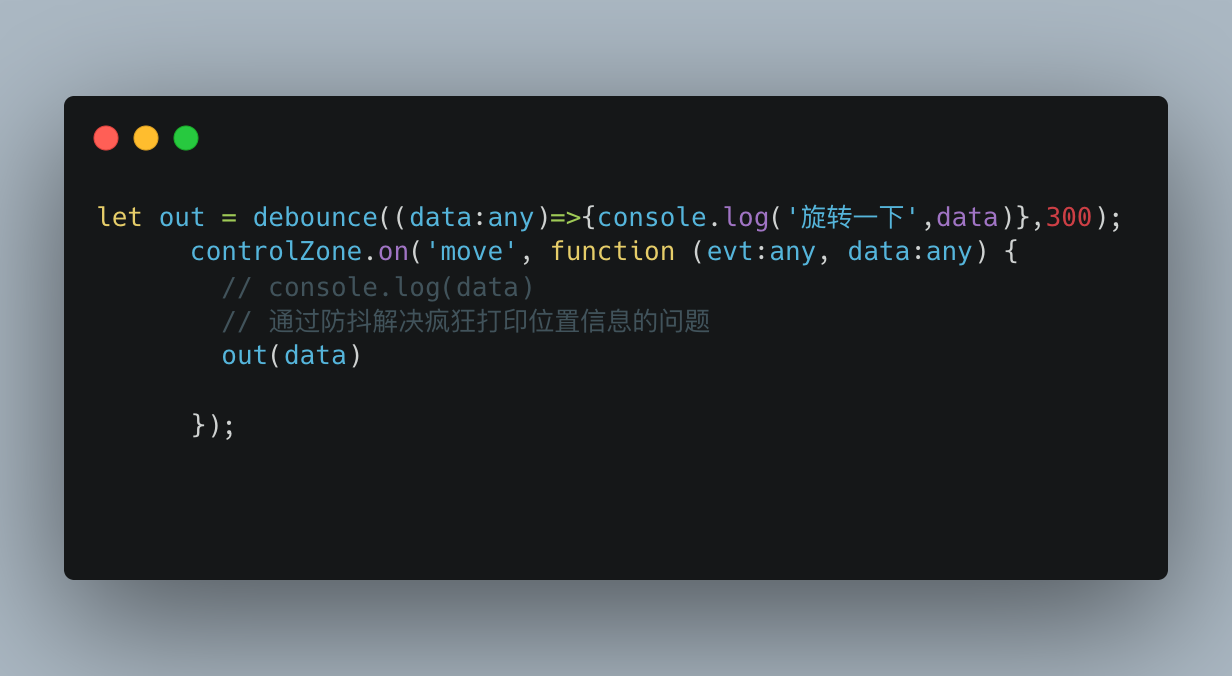 let out = debounce((data:any)=>{console.log('旋转一下',data)},300);
controlZone.on('move', function (evt:any, data:any) {
// console.log(data)
// 通过防抖解决疯狂打印位置信息的问题
out(data)
});